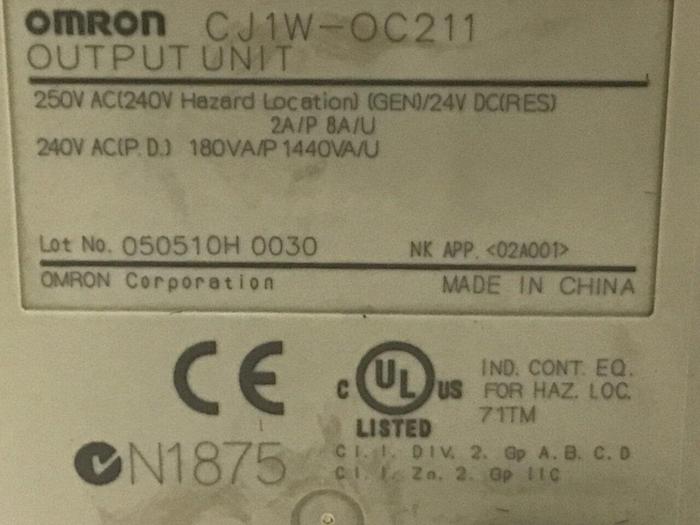 OMRON CJ1W-OC211
OUTPUT UNIT
250V AC(240V Hazard Location) (GEN)/24V DC(RES)
2A/P 8A/U
240V AC(P.D.) 180VA/P 1440VA/U
Lot No. 050510H 0030 NK APP. <02A001>
OMRON Corporation MADE IN CHINA
CE
C UL US
LISTED
IND. CONT. EQ.
FOR HAZ. LOC.
71TM
N1875
Cl. I. DIV. 2. Gp A. B. C. D
Cl. I. Zn. 2. Gp IIC